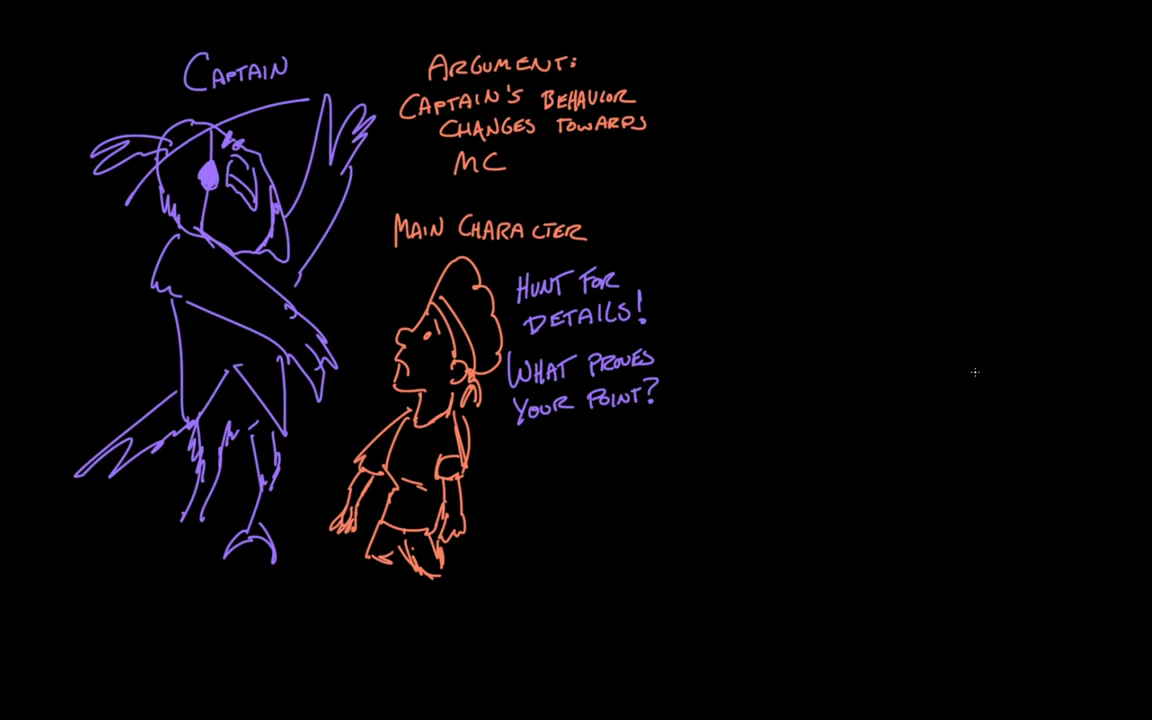 CAPTAIN
ARGUMENT:
CAPTAIN'S BEHAVIOR
CHANGES TOWARDS
MC
MAIN CHARACTER
HUNT FOR
DETAILS!
WHAT PROVES
YOUR POINT?